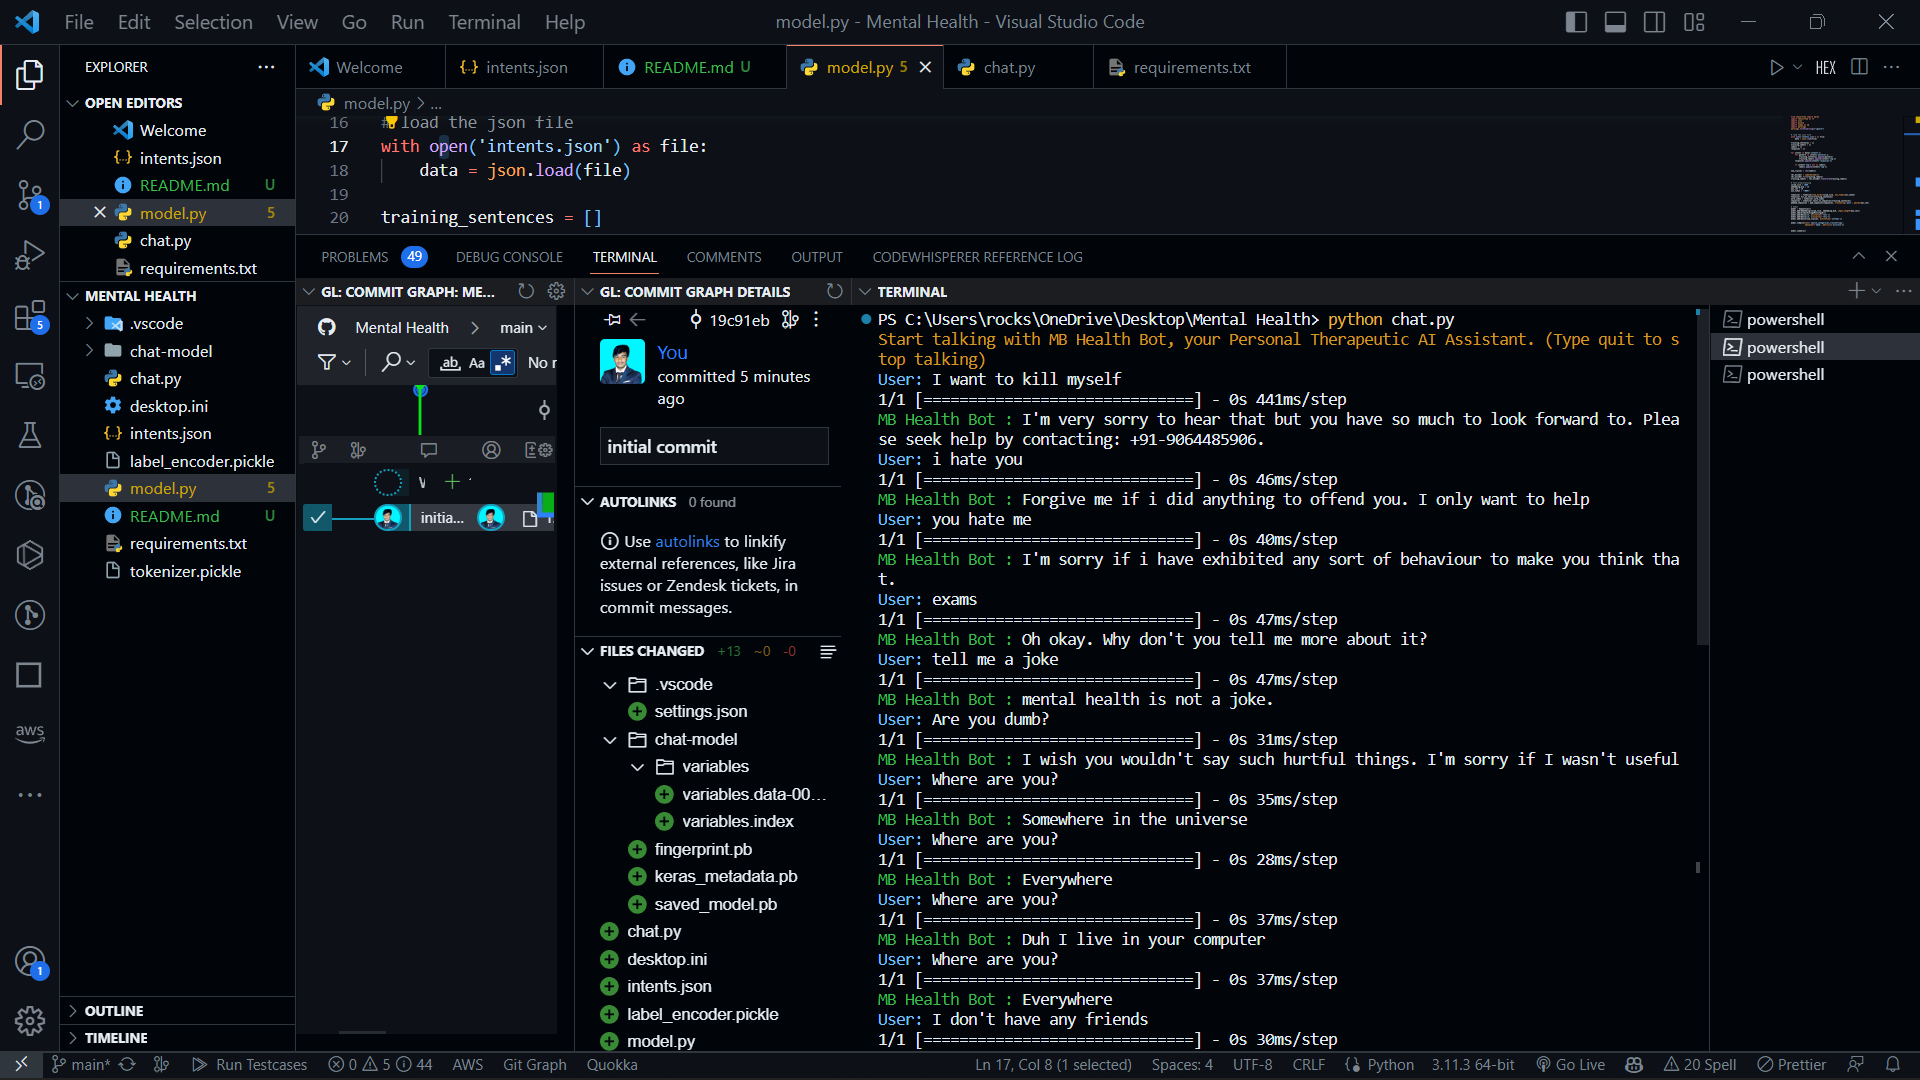 File Edit Selection View Go Run Terminal Help
model.py - Mental Health - Visual Studio Code
EXPLORER
Welcome
intents.json
README.md U
model.py 5
chat.py
requirements.txt
HEX
OPEN EDITORS
Welcome
intents.json
README.md U
model.py 5
chat.py
requirements.txt
MENTAL HEALTH
.vscode
chat-model
chat.py
desktop.ini
intents.json
label_encoder.pickle
model.py 5
README.md U
requirements.txt
tokenizer.pickle
OUTLINE
TIMELINE
1
5
aws
1
model.py > ...
16 # load the json file
17 with open('intents.json') as file:
18 data = json.load(file)
19
20 training_sentences = []
PROBLEMS 49 DEBUG CONSOLE TERMINAL COMMENTS OUTPUT CODEWHISPERER REFERENCE LOG
GL: COMMIT GRAPH: ME...
Mental Health > main
ab Aa .* No r
initia...
GL: COMMIT GRAPH DETAILS
19c91eb
You
committed 5 minutes
ago
initial commit
AUTOLINKS 0 found
Use autolinks to linkify
external references, like Jira
issues or Zendesk tickets, in
commit messages.
FILES CHANGED +13 ~0 -0
.vscode
settings.json
chat-model
variables
variables.data-00...
variables.index
fingerprint.pb
keras_metadata.pb
saved_model.pb
chat.py
desktop.ini
intents.json
label_encoder.pickle
model.py
TERMINAL
PS C:\Users\rocks\OneDrive\Desktop\Mental Health> python chat.py
Start talking with MB Health Bot, your Personal Therapeutic AI Assistant. (Type quit to s
top talking)
User: I want to kill myself
1/1 [==============================] - 0s 441ms/step
MB Health Bot : I'm very sorry to hear that but you have so much to look forward to. Plea
se seek help by contacting: +91-9064485906.
User: i hate you
1/1 [==============================] - 0s 46ms/step
MB Health Bot : Forgive me if i did anything to offend you. I only want to help
User: you hate me
1/1 [==============================] - 0s 40ms/step
MB Health Bot : I'm sorry if i have exhibited any sort of behaviour to make you think tha
t.
User: exams
1/1 [==============================] - 0s 47ms/step
MB Health Bot : Oh okay. Why don't you tell me more about it?
User: tell me a joke
1/1 [==============================] - 0s 47ms/step
MB Health Bot : mental health is not a joke.
User: Are you dumb?
1/1 [==============================] - 0s 31ms/step
MB Health Bot : I wish you wouldn't say such hurtful things. I'm sorry if I wasn't useful
User: Where are you?
1/1 [==============================] - 0s 35ms/step
MB Health Bot : Somewhere in the universe
User: Where are you?
1/1 [==============================] - 0s 28ms/step
MB Health Bot : Everywhere
User: Where are you?
1/1 [==============================] - 0s 37ms/step
MB Health Bot : Duh I live in your computer
User: Where are you?
1/1 [==============================] - 0s 37ms/step
MB Health Bot : Everywhere
User: I don't have any friends
1/1 [==============================] - 0s 30ms/step
powershell
powershell
powershell
main* Run Testcases 0 5 44 AWS Git Graph Quokka
Ln 17, Col 8 (1 selected) Spaces: 4 UTF-8 CRLF Python 3.11.3 64-bit Go Live 20 Spell Prettier